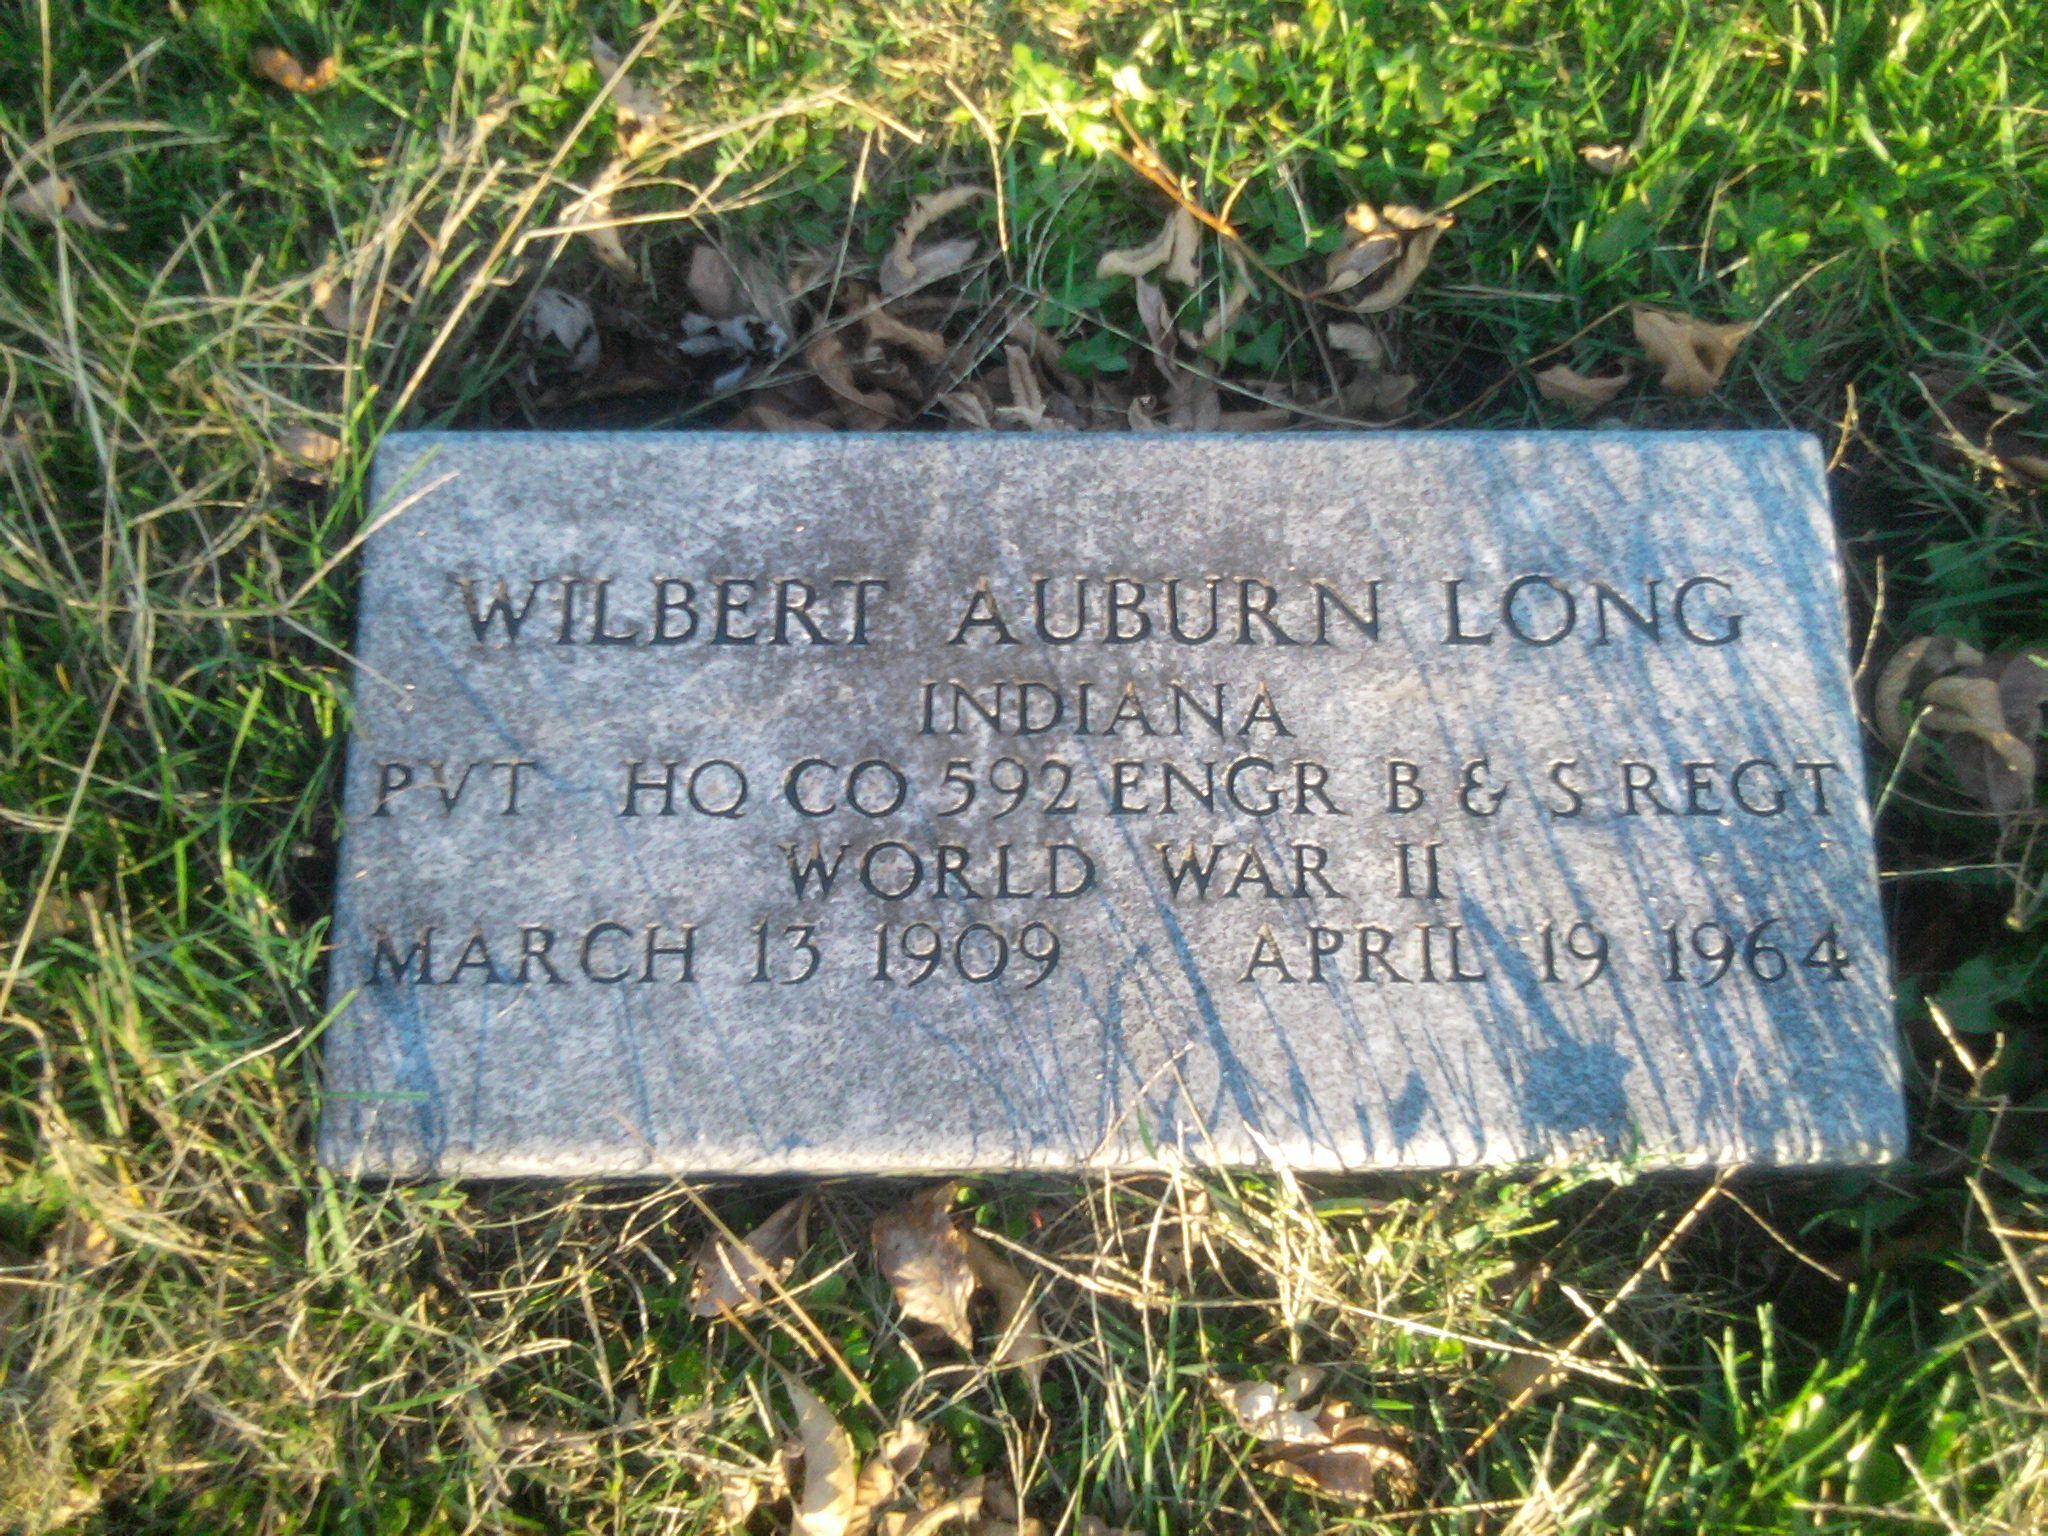 WILBERT AUBURN LONG
INDIANA
PVT HQ CO 592 ENGR B & S REGT
WORLD WAR II
MARCH 13 1909 APRIL 19 1964